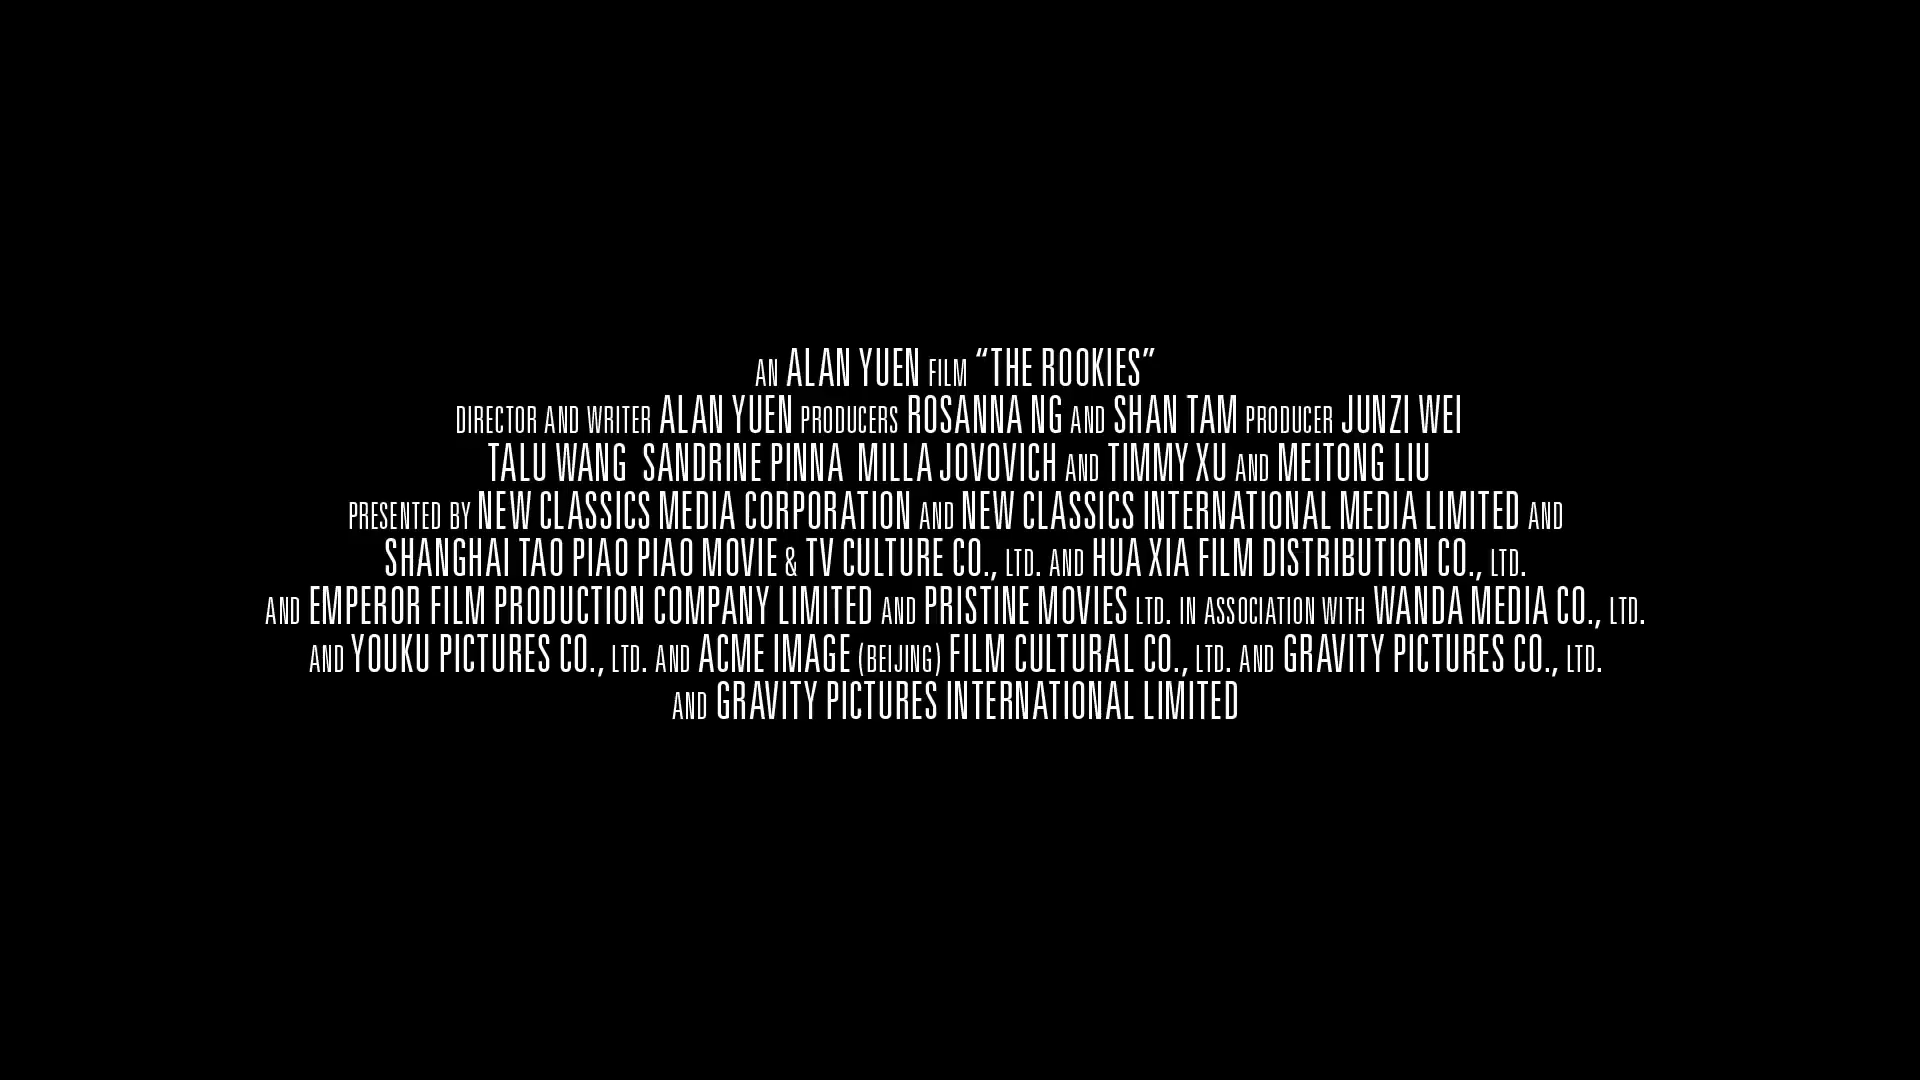 AN ALAN YUEN FILM “THE ROOKIES”
DIRECTOR AND WRITER ALAN YUEN PRODUCERS ROSANNA NG AND SHAN TAM PRODUCER JUNZI WEI
TALU WANG SANDRINE PINNA MILLA JOVOVICH AND TIMMY XU AND MEITONG LIU
PRESENTED BY NEW CLASSICS MEDIA CORPORATION AND NEW CLASSICS INTERNATIONAL MEDIA LIMITED AND
SHANGHAI TAO PIAO PIAO MOVIE & TV CULTURE CO., LTD. AND HUA XIA FILM DISTRIBUTION CO., LTD.
AND EMPEROR FILM PRODUCTION COMPANY LIMITED AND PRISTINE MOVIES LTD. IN ASSOCIATION WITH WANDA MEDIA CO., LTD.
AND YOUKU PICTURES CO., LTD. AND ACME IMAGE (BEIJING) FILM CULTURAL CO., LTD. AND GRAVITY PICTURES CO., LTD.
AND GRAVITY PICTURES INTERNATIONAL LIMITED